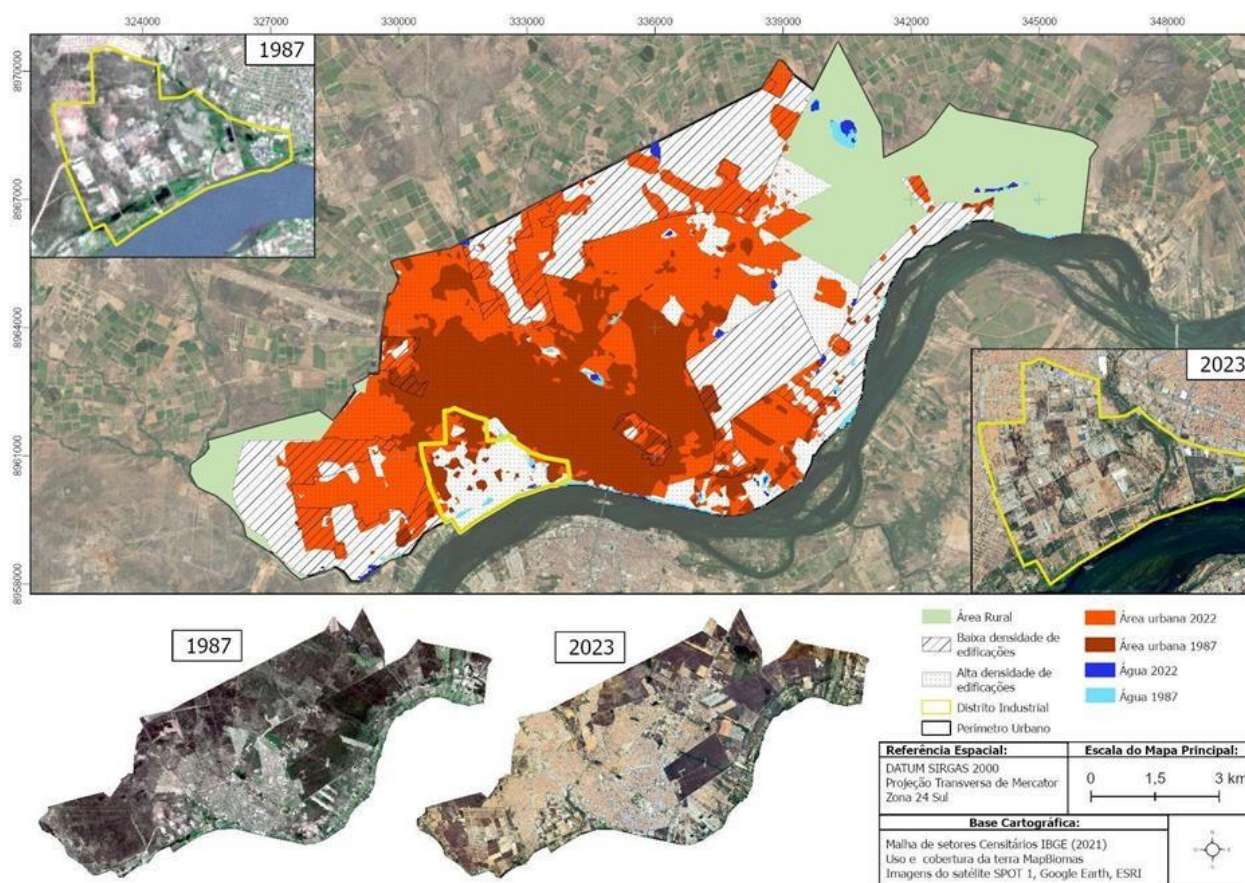 324000 327000 330000 333000 336000 339000 342000 345000 348000
1987
8970000
8967000
8964000
2023
8961000
8958000
1987
2023
Área Rural
Baixa densidade de
edificações
Alta densidade de
edificações
Distrito Industrial
Perímetro Urbano
Área urbana 2022
Área urbana 1987
Água 2022
Água 1987
Referência Espacial:
DATUM SIRGAS 2000
Projeção Transversa de Mercator
Zona 24 Sul
Escala do Mapa Principal:
0 1,5 3 km
Base Cartográfica:
Malha de setores Censitários IBGE (2021)
Uso e cobertura da terra MapBiomas
Imagens do satélite SPOT 1, Google Earth, ESRI